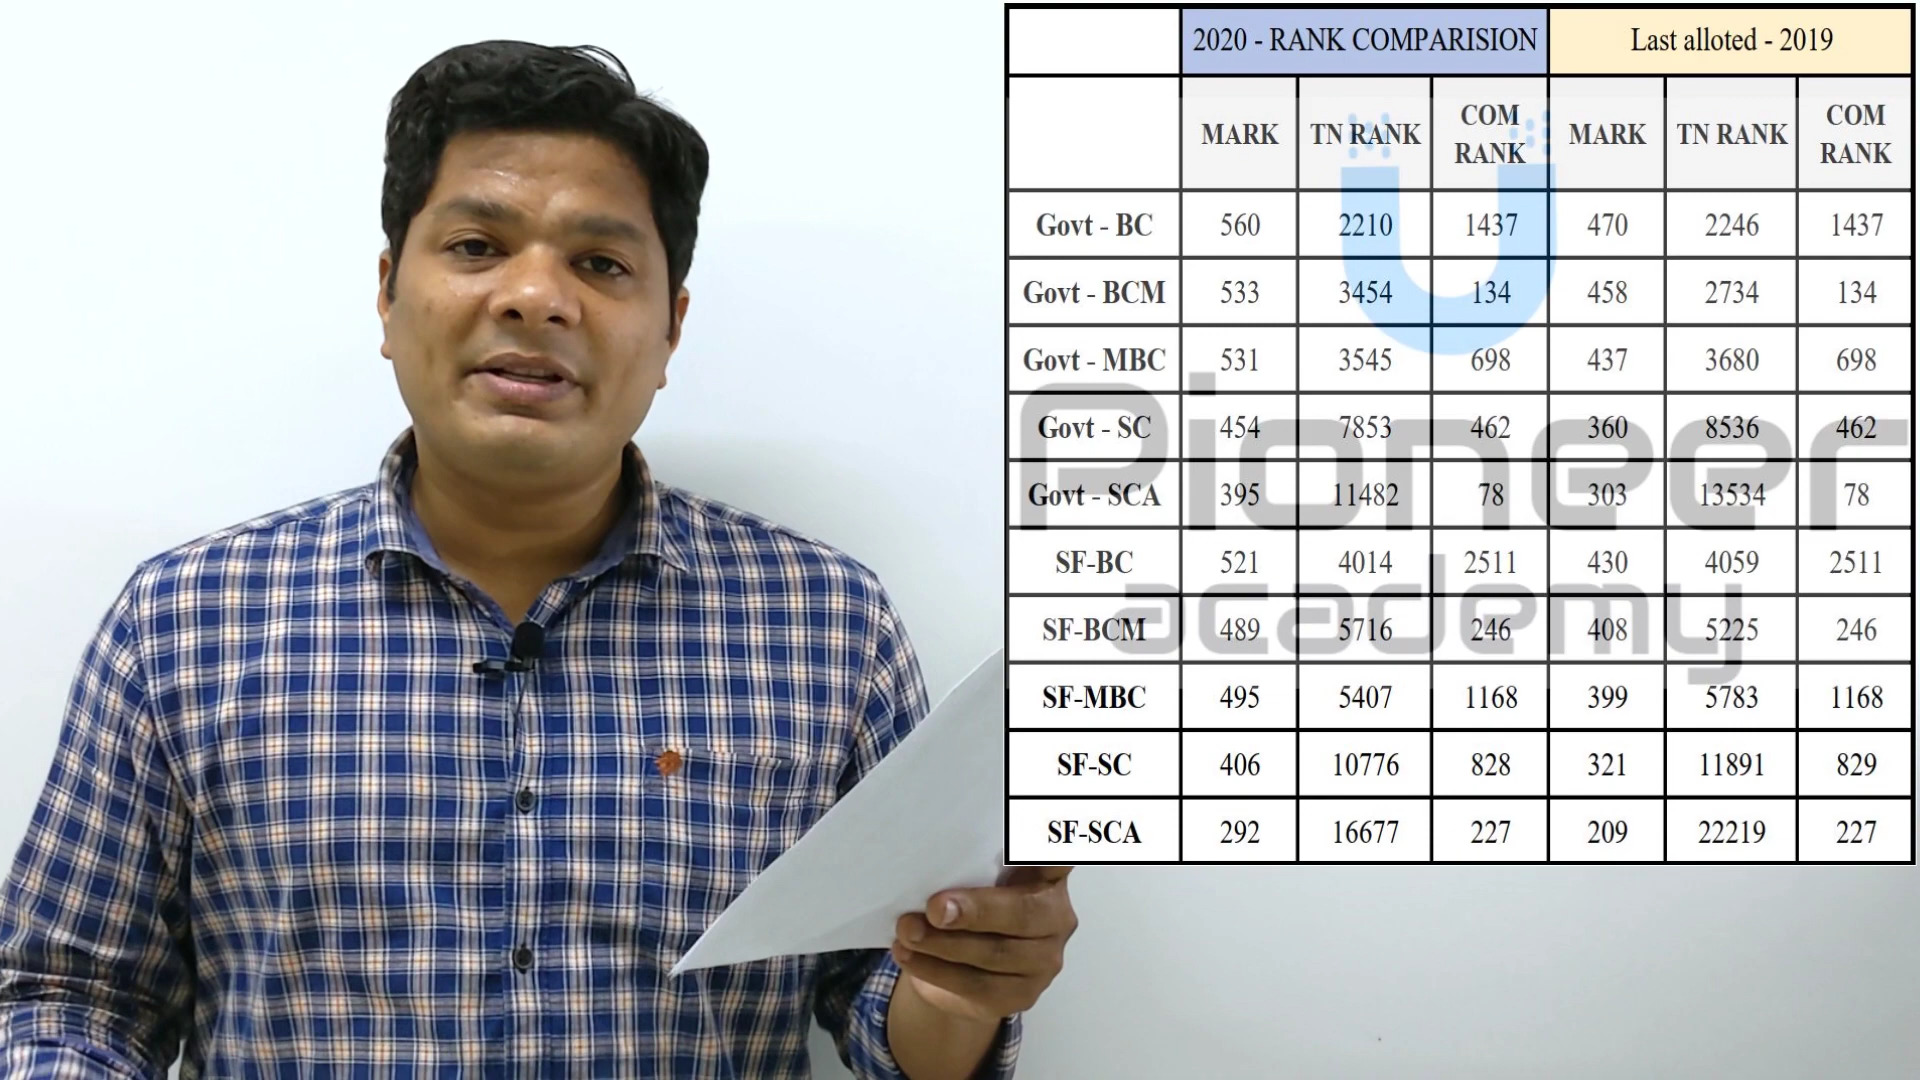 2020 - RANK COMPARISION Last alloted - 2019
MARK TN RANK COM RANK MARK TN RANK COM RANK
Govt - BC 560 2210 1437 470 2246 1437
Govt - BCM 533 3454 134 458 2734 134
Govt - MBC 531 3545 698 437 3680 698
Govt - SC 454 7853 462 360 8536 462
Govt - SCA 395 11482 78 303 13534 78
SF-BC 521 4014 2511 430 4059 2511
SF-BCM 489 5716 246 408 5225 246
SF-MBC 495 5407 1168 399 5783 1168
SF-SC 406 10776 828 321 11891 829
SF-SCA 292 16677 227 209 22219 227
Pioneer
academy